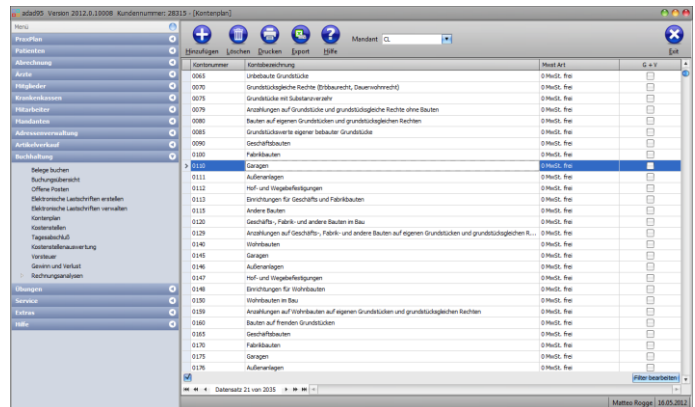 adad95 Version 2012.0.10008 Kundennummer: 28315 - [Kontenplan]
Menü
PraxPlan
Patienten
Abrechnung
Ärzte
Mitglieder
Krankenkassen
Mitarbeiter
Mandanten
Adressenverwaltung
Artikelverkauf
Buchhaltung
Belege buchen
Buchungsübersicht
Offene Posten
Elektronische Lastschriften erstellen
Elektronische Lastschriften verwalten
Kontenplan
Kostenstellen
Tagesabschluß
Kostenstellenauswertung
Vorsteuer
Gewinn und Verlust
Rechnungsanalysen
Übungen
Service
Extras
Hilfe
Hinzufügen Löschen Drucken Export Hilfe Mandant CL Exit
Kontonummer Kontobezeichnung Mwst Art G + V
0065 Unbebaute Grundstücke 0 MwSt. frei
0070 Grundstücksgleiche Rechte (Erbbaurecht, Dauerwohnrecht) 0 MwSt. frei
0075 Grundstücke mit Substanzverzehr 0 MwSt. frei
0079 Anzahlungen auf Grundstücke und grundstücksgleiche Rechte ohne Bauten 0 MwSt. frei
0080 Bauten auf eigenen Grundstücken und grundstücksgleichen Rechten 0 MwSt. frei
0085 Grundstückswerte eigener bebauter Grundstücke 0 MwSt. frei
0090 Geschäftsbauten 0 MwSt. frei
0100 Fabrikbauten 0 MwSt. frei
0110 Garagen 0 MwSt. frei
0111 Außenanlagen 0 MwSt. frei
0112 Hof- und Wegebefestigungen 0 MwSt. frei
0113 Einrichtungen für Geschäfts und Fabrikbauten 0 MwSt. frei
0115 Andere Bauten 0 MwSt. frei
0120 Geschäfts-, Fabrik- und andere Bauten im Bau 0 MwSt. frei
0129 Anzahlungen auf Geschäfts-, Fabrik- und andere Bauten auf eigenen Grundstücken und grundstücksgleichen R... 0 MwSt. frei
0140 Wohnbauten 0 MwSt. frei
0145 Garagen 0 MwSt. frei
0146 Außenanlagen 0 MwSt. frei
0147 Hof- und Wegebefestigungen 0 MwSt. frei
0148 Einrichtungen für Wohnbauten 0 MwSt. frei
0150 Wohnbauten im Bau 0 MwSt. frei
0159 Anzahlungen auf Wohnbauten auf eigenen Grundstücken und grundstücksgleichen Rechten 0 MwSt. frei
0160 Bauten auf fremden Grundstücken 0 MwSt. frei
0165 Geschäftsbauten 0 MwSt. frei
0170 Fabrikbauten 0 MwSt. frei
0175 Garagen 0 MwSt. frei
0176 Außenanlagen 0 MwSt. frei
Filter bearbeiten
Datensatz 21 von 2035
Matteo Rogge 16.05.2012